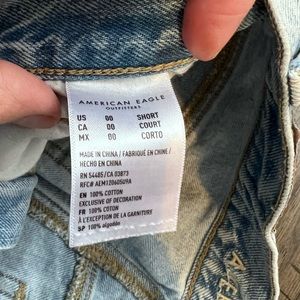 AMERICAN EAGLE
OUTFITTERS
US 00 SHORT
CA 00 COURT
MX 00 CORTO
MADE IN CHINA / FABRIQUÉ EN CHINE /
HECHO EN CHINA
RN 54485/CA 03873
EN 100% COTTON
EXCLUSIVE OF DECORATION
FR 100% COTON
À L'EXCEPTION DE LA GARNITURE
SP 100% algodón